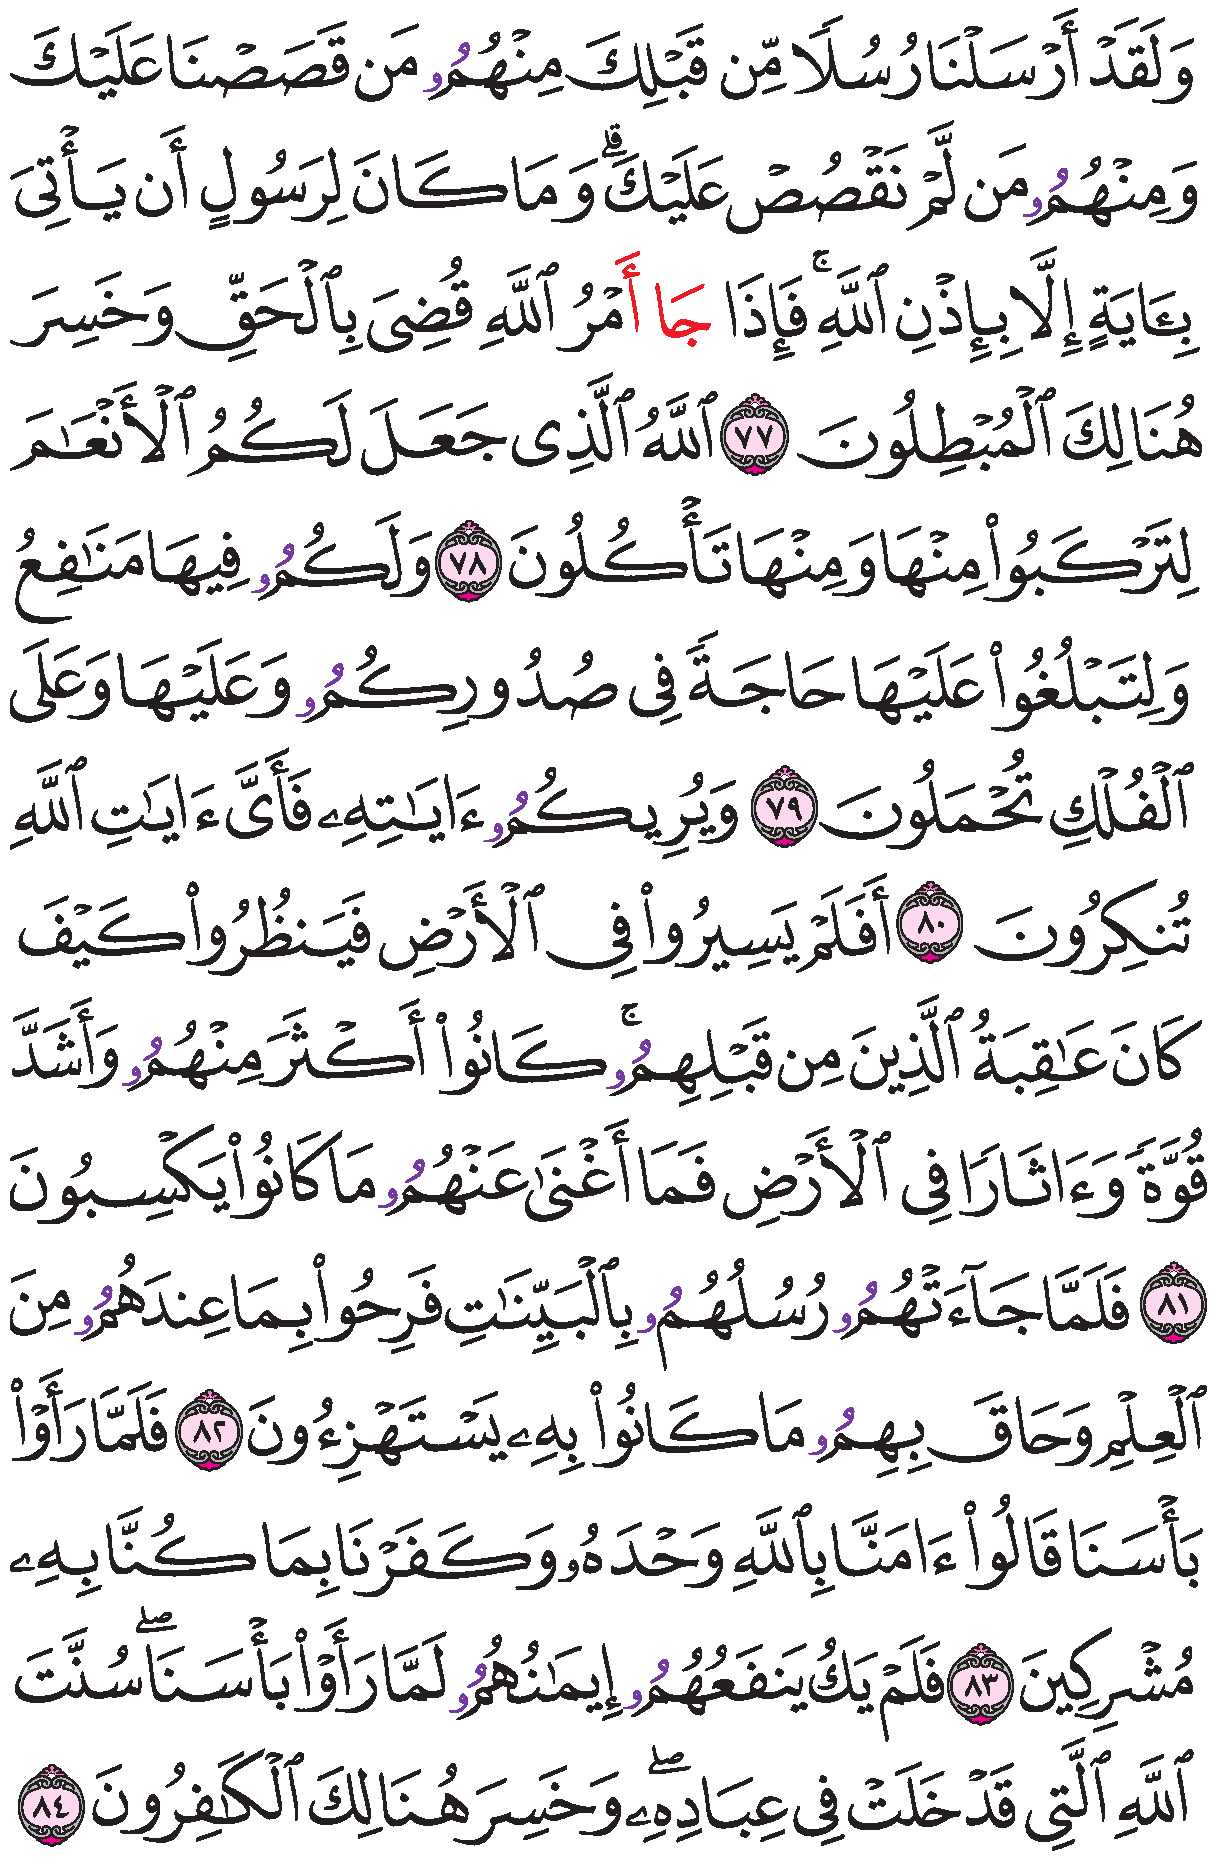 وَلَقَدْ أَرْسَلْنَا رُسُلًا مِّن قَبْلِكَ مِنْهُمُۥ مَن قَصَصْنَا عَلَيْكَ
وَمِنْهُمُۥ مَن لَّمْ نَقْصُصْ عَلَيْكَ ۗ وَمَا كَانَ لِرَسُولٍ أَن يَأْتِىَ
بِـَٔايَةٍ إِلَّا بِإِذْنِ ٱللَّهِ ۚ فَإِذَا جَا أَمْرُ ٱللَّهِ قُضِىَ بِٱلْحَقِّ وَخَسِرَ
هُنَالِكَ ٱلْمُبْطِلُونَ ٧٧ ٱللَّهُ ٱلَّذِى جَعَلَ لَكُمُ ٱلْأَنْعَٰمَ
لِتَرْكَبُوا۟ مِنْهَا وَمِنْهَا تَأْكُلُونَ ٧٨ وَلَكُمُۥ فِيهَا مَنَٰفِعُ
وَلِتَبْلُغُوا۟ عَلَيْهَا حَاجَةً فِى صُدُورِكُمُۥ وَعَلَيْهَا وَعَلَى
ٱلْفُلْكِ تُحْمَلُونَ ٧٩ وَيُرِيكُمُۥ ءَايَٰتِهِۦ فَأَىَّ ءَايَٰتِ ٱللَّهِ
تُنكِرُونَ ٨٠ أَفَلَمْ يَسِيرُوا۟ فِى ٱلْأَرْضِ فَيَنظُرُوا۟ كَيْفَ
كَانَ عَٰقِبَةُ ٱلَّذِينَ مِن قَبْلِهِمُۥ ۚ كَانُوا۟ أَكْثَرَ مِنْهُمُۥ وَأَشَدَّ
قُوَّةً وَءَاثَارًا فِى ٱلْأَرْضِ فَمَا أَغْنَىٰ عَنْهُمُۥ مَا كَانُوا۟ يَكْسِبُونَ
٨١ فَلَمَّا جَآءَتْهُمُۥ رُسُلُهُمُۥ بِٱلْبَيِّنَٰتِ فَرِحُوا۟ بِمَا عِندَهُمُۥ مِنَ
ٱلْعِلْمِ وَحَاقَ بِهِمُۥ مَا كَانُوا۟ بِهِۦ يَسْتَهْزِءُونَ ٨٢ فَلَمَّا رَأَوْا۟
بَأْسَنَا قَالُوا۟ ءَامَنَّا بِٱللَّهِ وَحْدَهُۥ وَكَفَرْنَا بِمَا كُنَّا بِهِۦ
مُشْرِكِينَ ٨٣ فَلَمْ يَكُ يَنفَعُهُمُۥ إِيمَٰنُهُمُۥ لَمَّا رَأَوْا۟ بَأْسَنَا ۖ سُنَّتَ
ٱللَّهِ ٱلَّتِى قَدْ خَلَتْ فِى عِبَادِهِۦ ۖ وَخَسِرَ هُنَالِكَ ٱلْكَٰفِرُونَ ٨٤